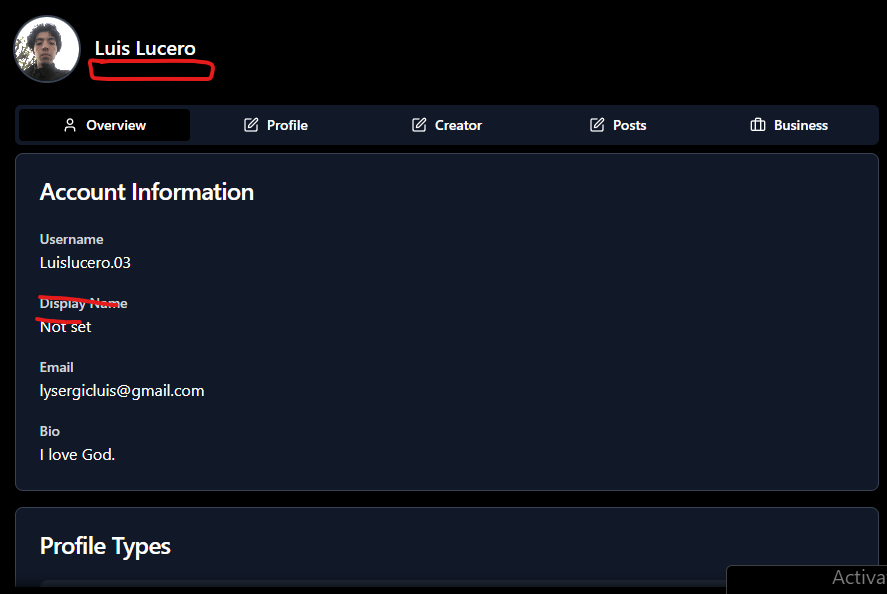 Luis Lucero
Overview
Profile
Creator
Posts
Business
Account Information
Username
Luislucero.03
Display Name
Not set
Email
lysergicluis@gmail.com
Bio
I love God.
Profile Types
Activa